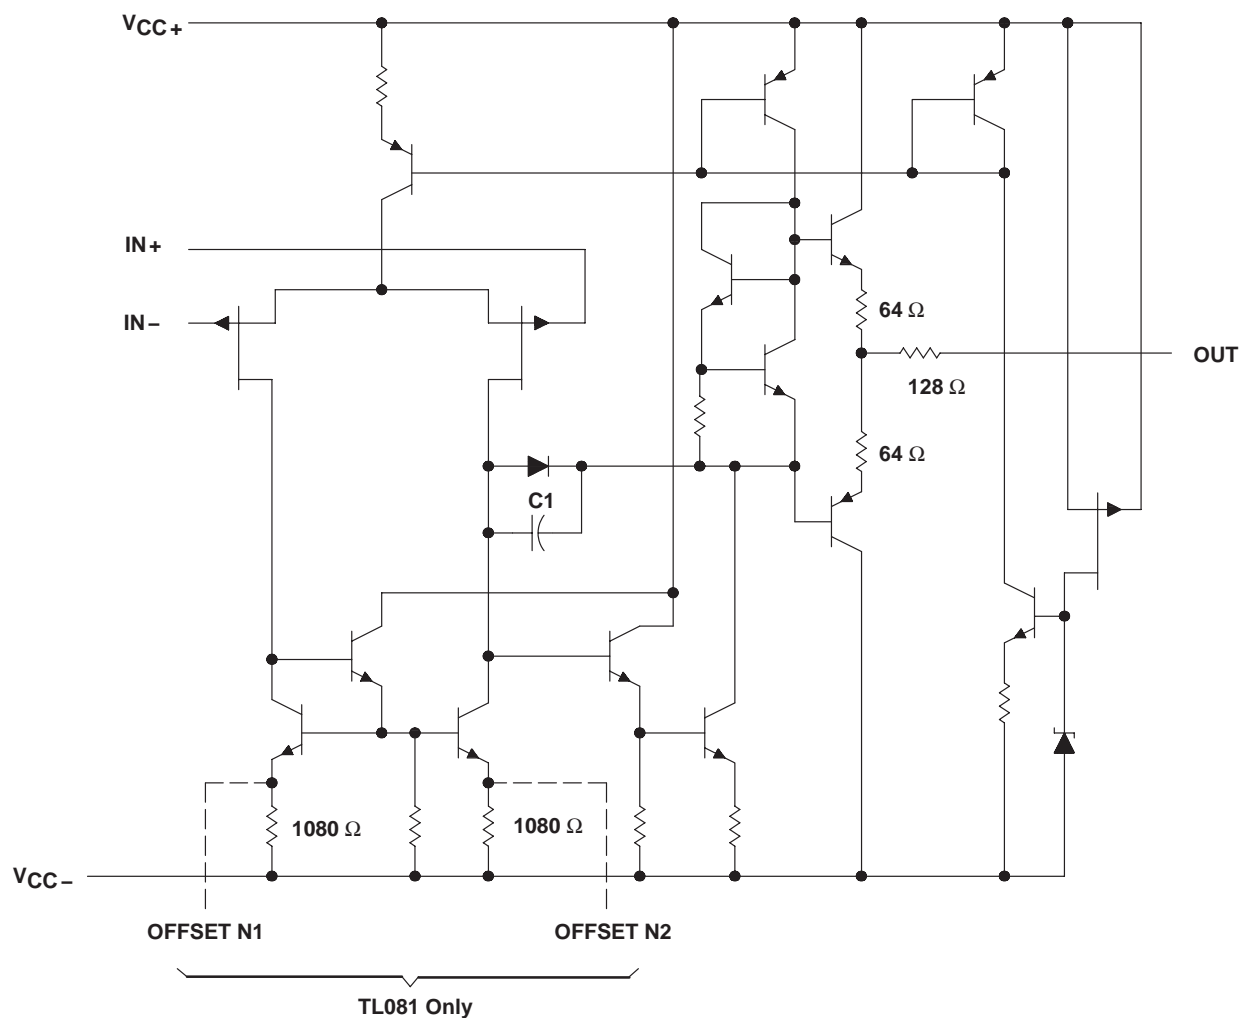 VCC+
IN+
IN−
64 Ω
OUT
128 Ω
64 Ω
C1
1080 Ω
1080 Ω
VCC−
OFFSET N1
OFFSET N2
TL081 Only